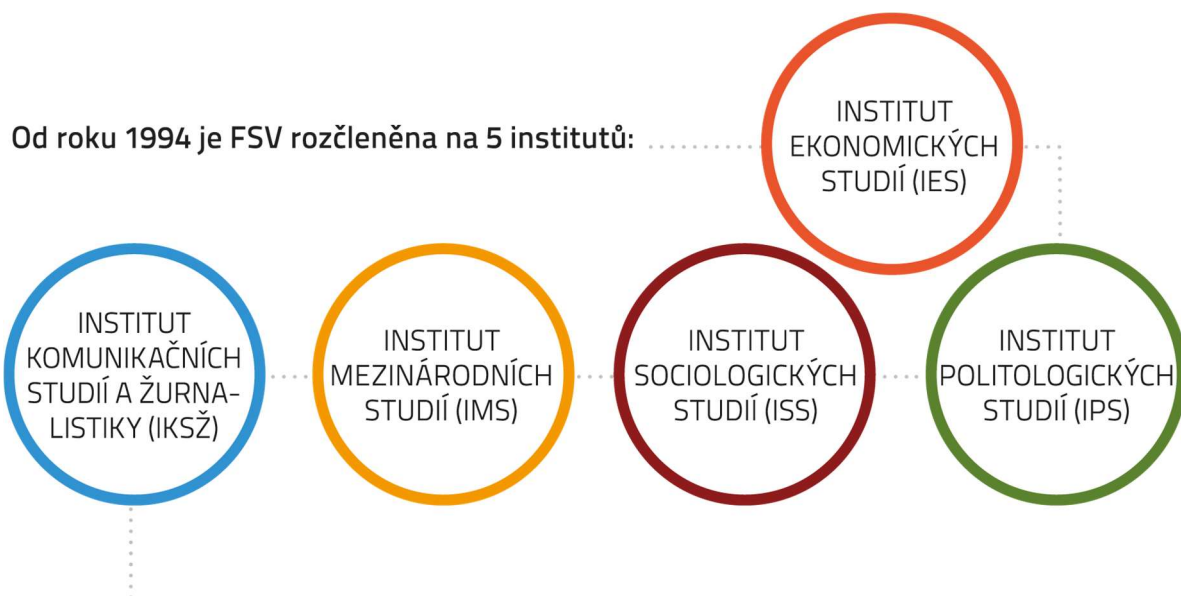 Od roku 1994 je FSV rozčleněna na 5 institutů:
INSTITUT
EKONOMICKÝCH
STUDIÍ (IES)
INSTITUT
KOMUNIKAČNÍCH
STUDIÍ A ŽURNA-
LISTIKY (IKSŽ)
INSTITUT
MEZINÁRODNÍCH
STUDIÍ (IMS)
INSTITUT
SOCIOLOGICKÝCH
STUDIÍ (ISS)
INSTITUT
POLITOLOGICKÝCH
STUDIÍ (IPS)